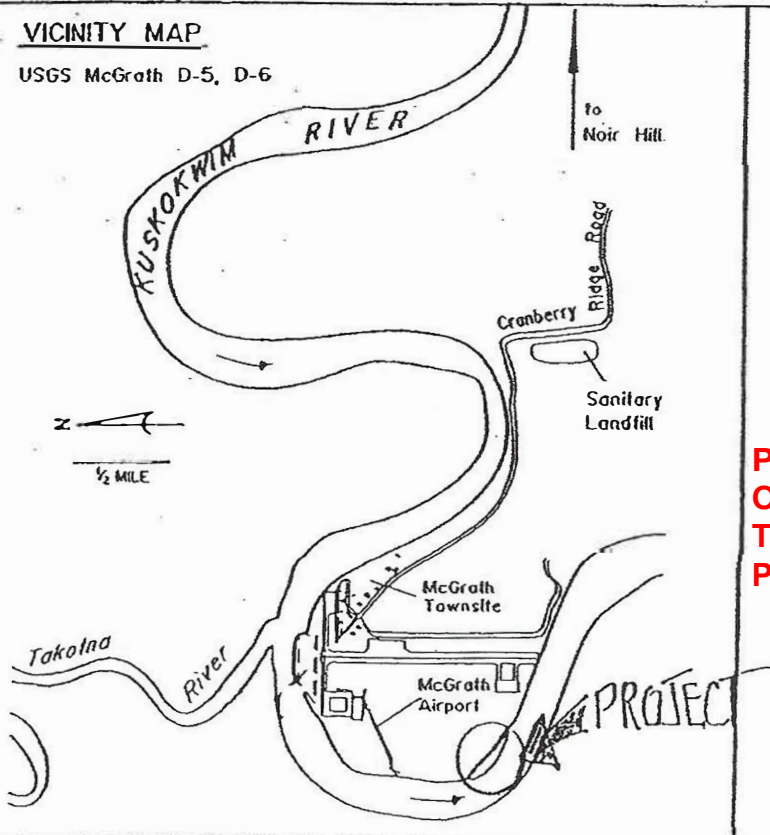 VICINITY MAP
USGS McGrath D-5, D-6
KUSKOKWIM RIVER
to
Noir Hill
Cranberry Ridge Road
Sanitary
Landfill
N
1/2 MILE
McGrath
Townsite
Takotna River
McGrath
Airport
PROJECT
P
T
P